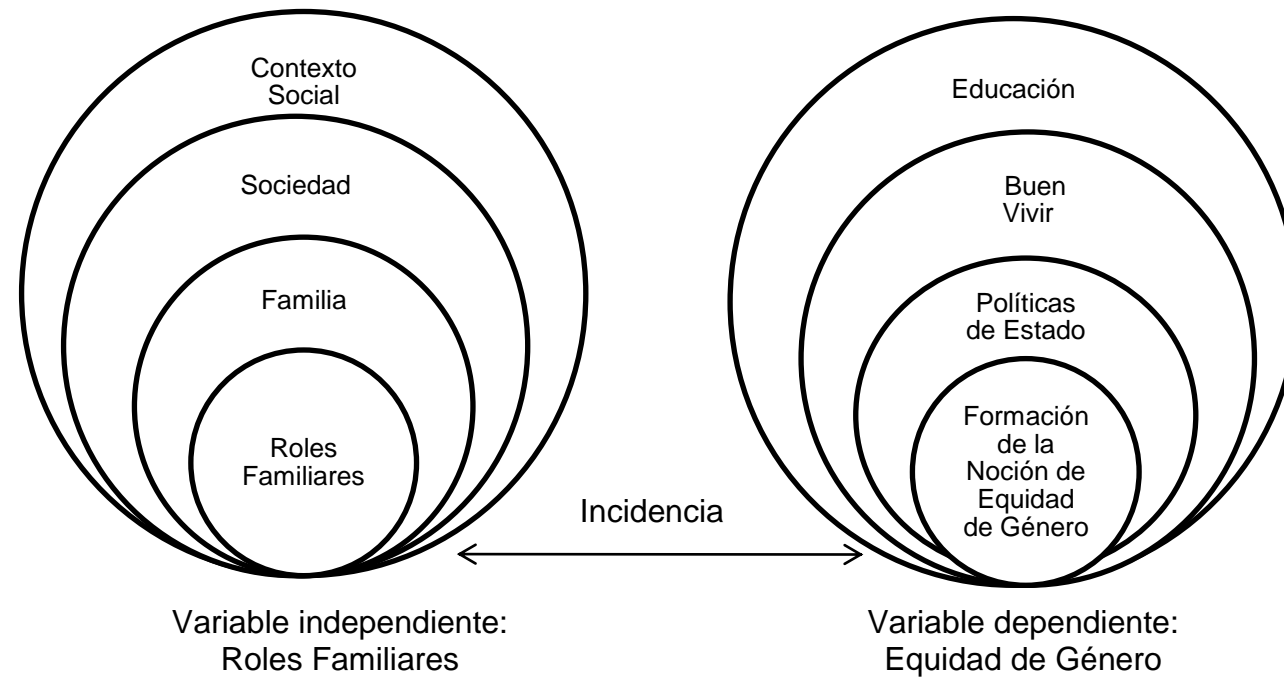 Contexto
Social
Sociedad
Familia
Roles
Familiares
Educación
Buen
Vivir
Políticas
de Estado
Formación
de la
Noción de
Equidad
de Género
Incidencia
Variable independiente:
Roles Familiares
Variable dependiente:
Equidad de Género